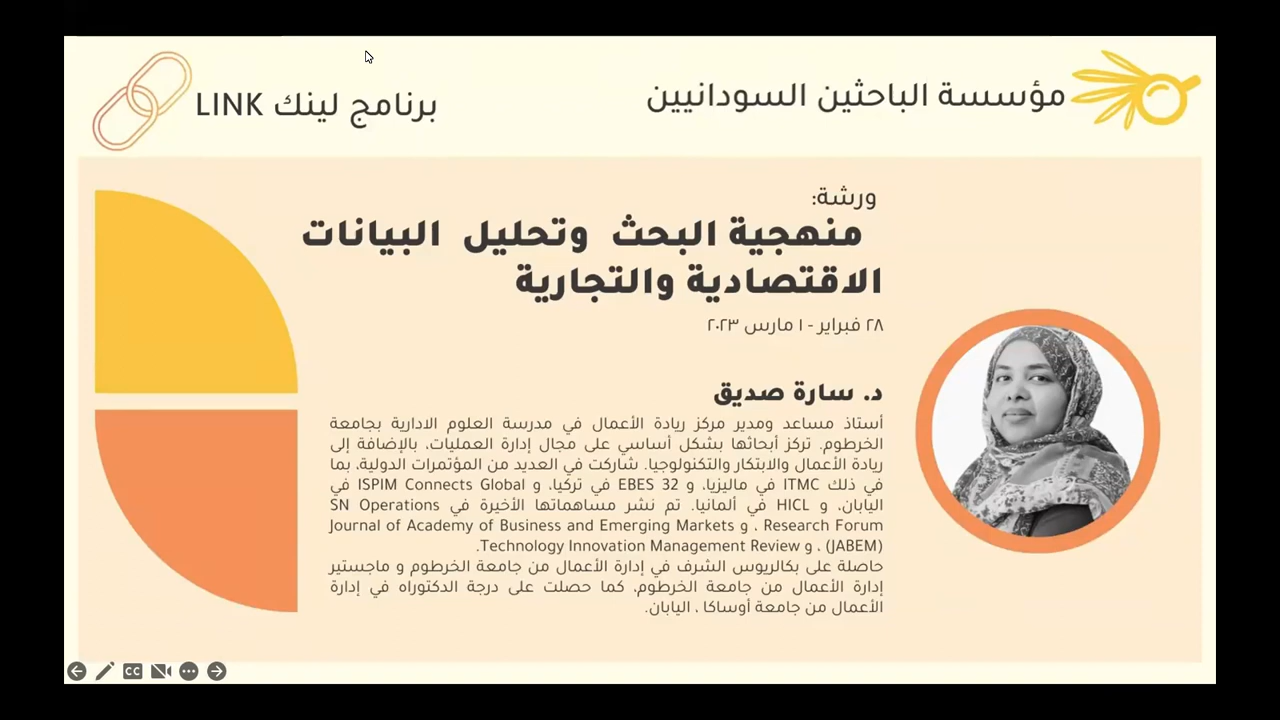 مؤسسة الباحثين السودانيين
برنامج لينك LINK
ورشة:
منهجية البحث وتحليل البيانات
الاقتصادية والتجارية
٢٨ فبراير - ١ مارس ٢٠٢٣
د. سارة صديق
أستاذ مساعد ومدير مركز ريادة الأعمال في مدرسة العلوم الادارية بجامعة
الخرطوم. تركز أبحاثها بشكل أساسي على مجال إدارة العمليات، بالإضافة إلى
ريادة الأعمال والابتكار والتكنولوجيا. شاركت في العديد من المؤتمرات الدولية، بما
في ذلك ITMC في ماليزيا، و EBES 32 في تركيا، و ISPIM Connects Global في
اليابان، و HICL في ألمانيا. تم نشر مساهماتها الأخيرة في SN Operations
Research Forum ، و Journal of Academy of Business and Emerging Markets
(JABEM) ، و Technology Innovation Management Review.
حاصلة على بكالريوس الشرف في إدارة الأعمال من جامعة الخرطوم و ماجستير
إدارة الأعمال من جامعة الخرطوم، كما حصلت على درجة الدكتوراه في إدارة
الأعمال من جامعة أوساكا ، اليابان.
CC